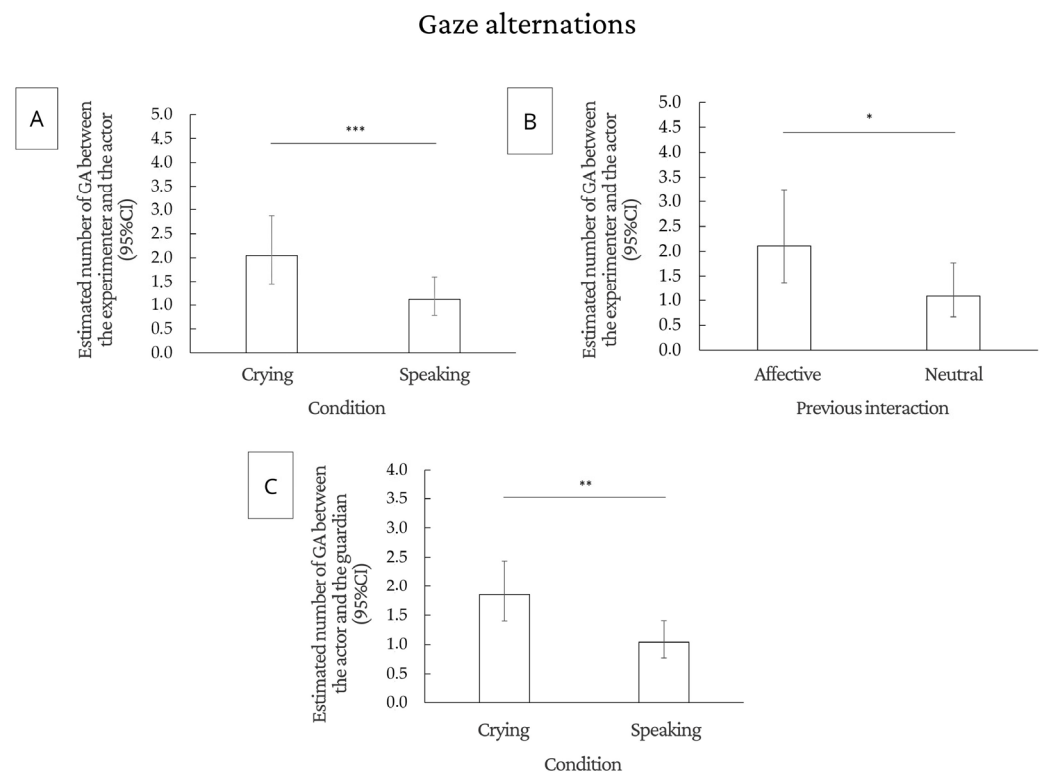 Gaze alternations
A
Estimated number of GA between
the experimenter and the actor
(95%CI)
5.0
4.5
4.0
3.5
3.0
2.5
2.0
1.5
1.0
0.5
0.0
***
Crying
Speaking
Condition
B
Estimated number of GA between
the experimenter and the actor
(95%CI)
5.0
4.5
4.0
3.5
3.0
2.5
2.0
1.5
1.0
0.5
0.0
*
Affective
Neutral
Previous interaction
C
Estimated number of GA between
the actor and the guardian
(95%CI)
4.0
3.5
3.0
2.5
2.0
1.5
1.0
0.5
0.0
**
Crying
Speaking
Condition